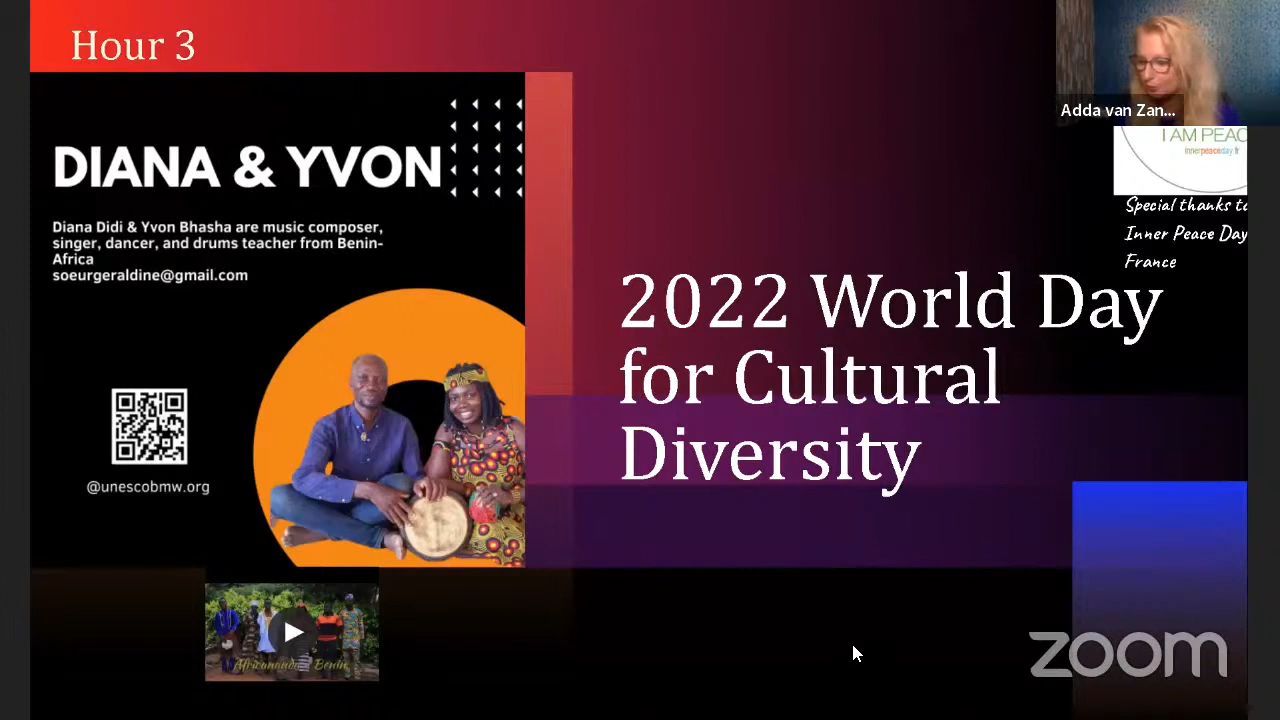 Hour 3
Adda van Zan...
DIANA & YVON
I AM PEAC
innerpeaceday.fr
Diana Didi & Yvon Bhasha are music composer,
singer, dancer, and drums teacher from Benin-
Africa
soeurgeraldine@gmail.com
Special thanks to
Inner Peace Day
France
2022 World Day
for Cultural
Diversity
@unescobmw.org
Benin
zoom